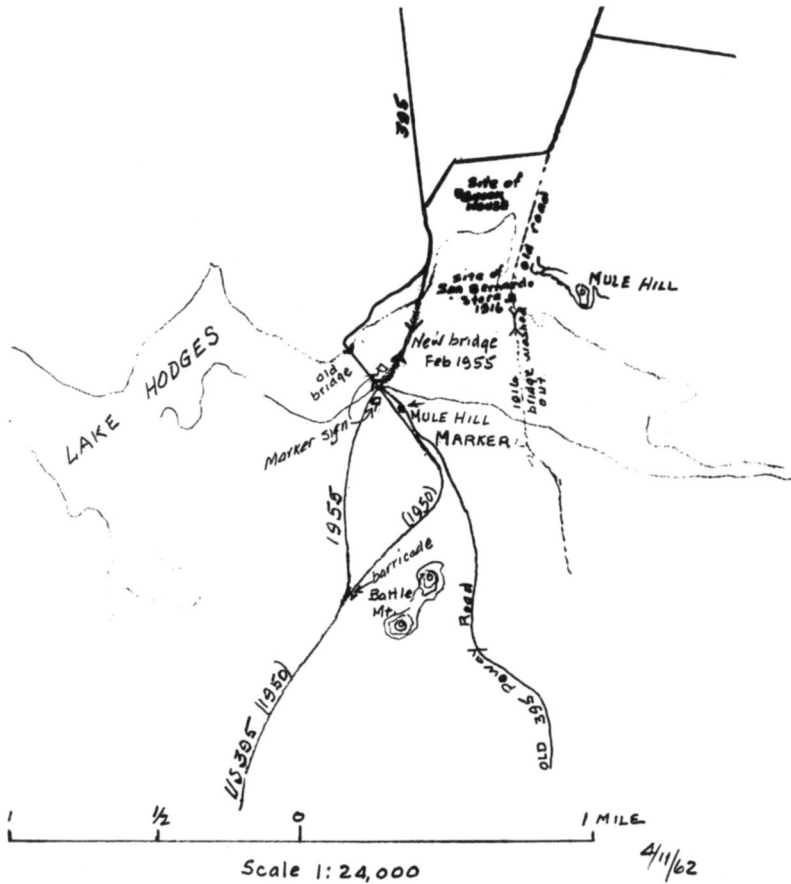 395
Site of
House
old road
Site of
San Bernardo
Store
1916
MULE HILL
New bridge
Feb 1955
old
bridge
1916
bridge washed
out
LAKE HODGES
MULE HILL
MARKER
Marker Sign
1955
(1950)
barricade
Battle
Mt.
Road
Poway
OLD 395
US 395 (1950)
1 1/2 0 1 MILE
Scale 1:24,000
4/11/62